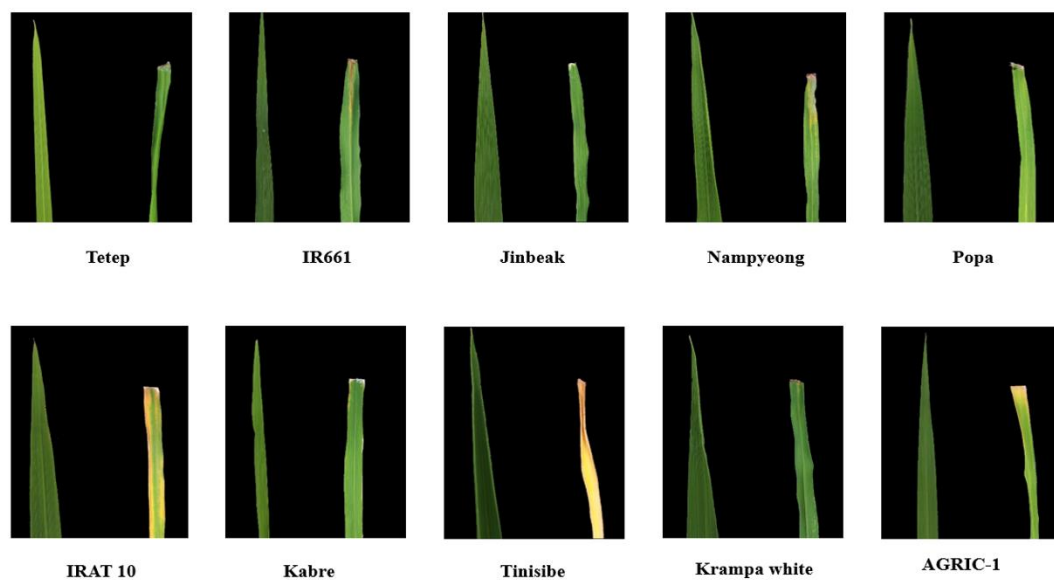 Tetep
IR661
Jinbeak
Nampyeong
Popa
IRAT 10
Kabre
Tinisibe
Krampa white
AGRIC-1